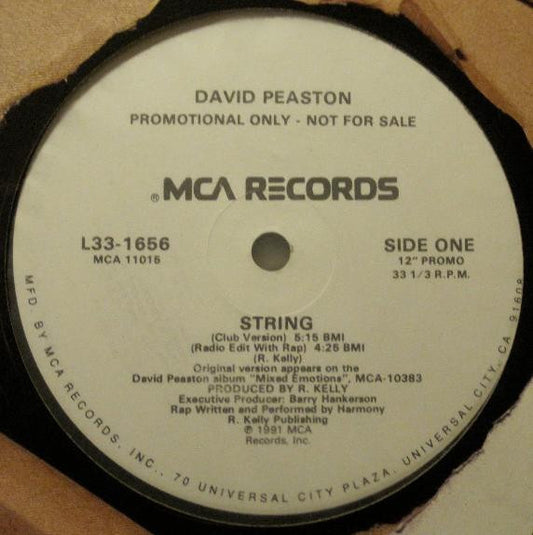 DAVID PEASTON
PROMOTIONAL ONLY - NOT FOR SALE
® MCA RECORDS
L33-1656
MCA 11015
SIDE ONE
12" PROMO
33 1/3 R.P.M.
STRING
(Club Version) 5:15 BMI
(Radio Edit With Rap) 4:25 BMI
(R. Kelly)
Original version appears on the
David Peaston album "Mixed Emotions", MCA-10383
PRODUCED BY R. KELLY
Executive Producer: Barry Hankerson
Rap Written and Performed by Harmony
R. Kelly Publishing
℗ 1991 MCA
Records, Inc.
MFD. BY MCA RECORDS, INC., 70 UNIVERSAL CITY PLAZA, UNIVERSAL CITY, CA 91608